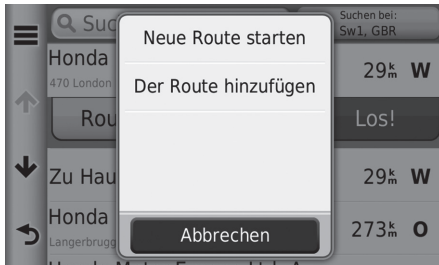 Suc
Suchen bei:
Sw1, GBR
Neue Route starten
Honda
470 London
29 km W
Der Route hinzufügen
Rou
Los!
Zu Hau
29 km W
Honda
Langerbrugg
273 km O
Abbrechen